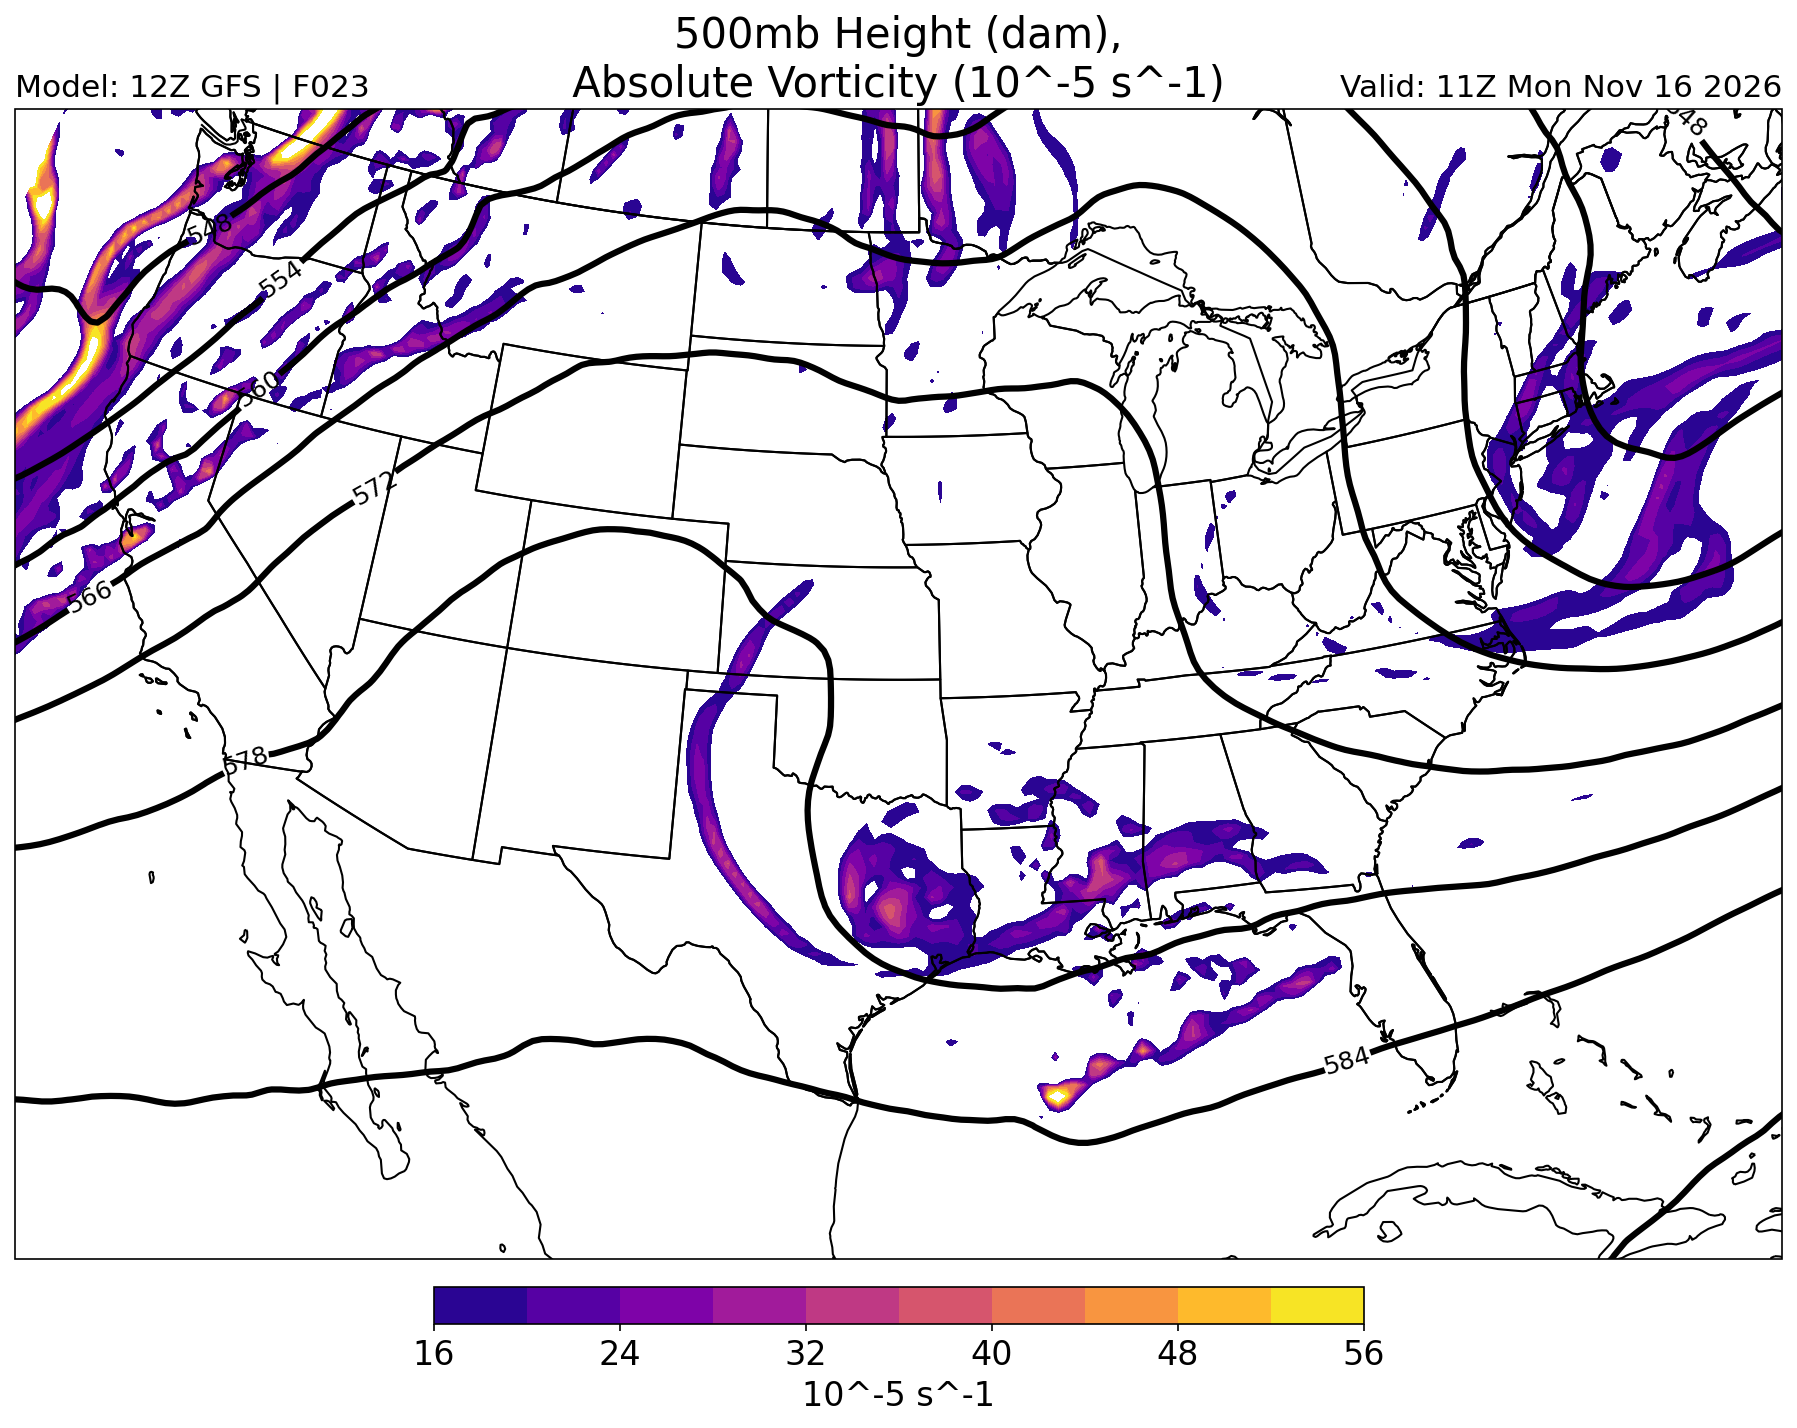 500mb Height (dam),
Absolute Vorticity (10^-5 s^-1)
Model: 12Z GFS | F023
Valid: 11Z Mon Nov 16 2026
48
548
554
560
572
566
578
584
16 24 32 40 48 56
10^-5 s^-1